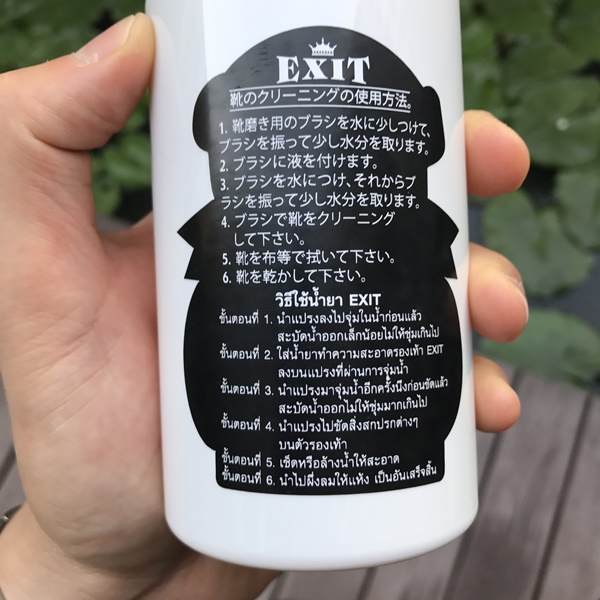 EXIT
靴のクリーニングの使用方法。
1. 靴磨き用のブラシを水に少しつけて、
ブラシを振って少し水分を取ります。
2. ブラシに液を付けます。
3. ブラシを水につけ、それからブ
ラシを振って少し水分を取ります。
4. ブラシで靴をクリーニング
して下さい。
5. 靴を布等で拭いて下さい。
6. 靴を乾かして下さい。
วิธีใช้น้ำยา EXIT
ขั้นตอนที่ 1. นำแปรงลงไปจุ่มในน้ำก่อนแล้ว
สะบัดน้ำออกเล็กน้อยไม่ให้ชุ่มเกินไป
ขั้นตอนที่ 2. ใส่น้ำยาทำความสะอาดรองเท้า EXIT
ลงบนแปรงที่ผ่านการจุ่มน้ำ
ขั้นตอนที่ 3. นำแปรงมาจุ่มน้ำอีกครั้งนึงก่อนขัดแล้ว
สะบัดน้ำออกไม่ให้ชุ่มมากเกินไป
ขั้นตอนที่ 4. นำแปรงไปขัดสิ่งสกปรกต่างๆ
บนตัวรองเท้า
ขั้นตอนที่ 5. เช็ดหรือล้างน้ำให้สะอาด
ขั้นตอนที่ 6. นำไปผึ่งลมให้แห้ง เป็นอันเสร็จสิ้น